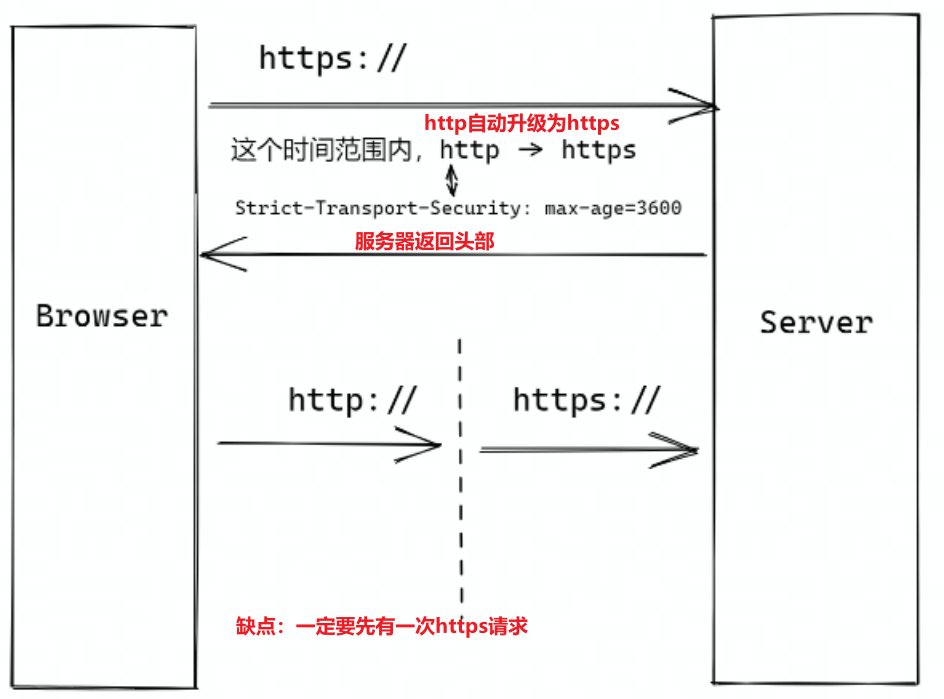 https://
http自动升级为https
这个时间范围内，http → https
Strict-Transport-Security: max-age=3600
服务器返回头部
Browser
Server
http://
https://
缺点：一定要先有一次https请求